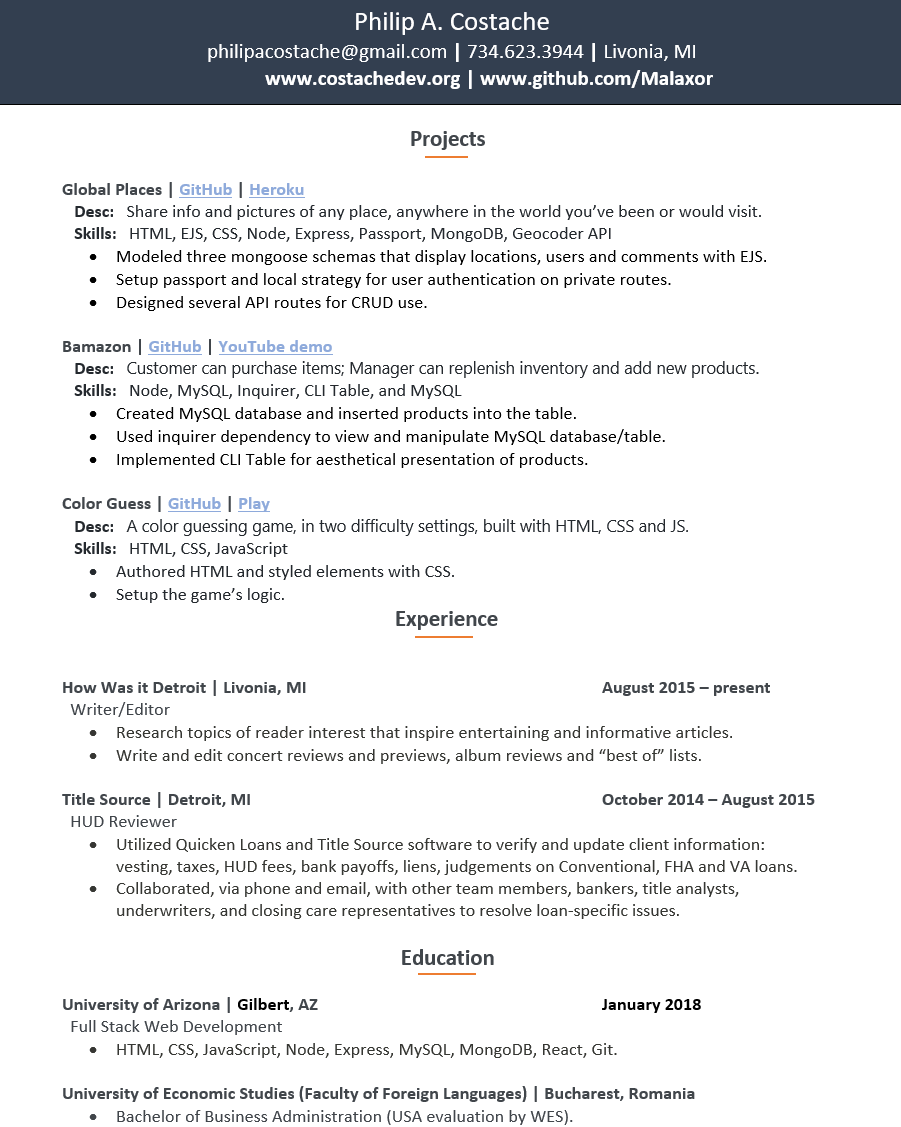 Philip A. Costache
philipacostache@gmail.com | 734.623.3944 | Livonia, MI
www.costachedev.org | www.github.com/Malaxor
Projects
Global Places | GitHub | Heroku
Desc: Share info and pictures of any place, anywhere in the world you’ve been or would visit.
Skills: HTML, EJS, CSS, Node, Express, Passport, MongoDB, Geocoder API
• Modeled three mongoose schemas that display locations, users and comments with EJS.
• Setup passport and local strategy for user authentication on private routes.
• Designed several API routes for CRUD use.
Bamazon | GitHub | YouTube demo
Desc: Customer can purchase items; Manager can replenish inventory and add new products.
Skills: Node, MySQL, Inquirer, CLI Table, and MySQL
• Created MySQL database and inserted products into the table.
• Used inquirer dependency to view and manipulate MySQL database/table.
• Implemented CLI Table for aesthetical presentation of products.
Color Guess | GitHub | Play
Desc: A color guessing game, in two difficulty settings, built with HTML, CSS and JS.
Skills: HTML, CSS, JavaScript
• Authored HTML and styled elements with CSS.
• Setup the game’s logic.
Experience
How Was it Detroit | Livonia, MI August 2015 – present
Writer/Editor
• Research topics of reader interest that inspire entertaining and informative articles.
• Write and edit concert reviews and previews, album reviews and “best of” lists.
Title Source | Detroit, MI October 2014 – August 2015
HUD Reviewer
• Utilized Quicken Loans and Title Source software to verify and update client information:
vesting, taxes, HUD fees, bank payoffs, liens, judgements on Conventional, FHA and VA loans.
• Collaborated, via phone and email, with other team members, bankers, title analysts,
underwriters, and closing care representatives to resolve loan-specific issues.
Education
University of Arizona | Gilbert, AZ January 2018
Full Stack Web Development
• HTML, CSS, JavaScript, Node, Express, MySQL, MongoDB, React, Git.
University of Economic Studies (Faculty of Foreign Languages) | Bucharest, Romania
• Bachelor of Business Administration (USA evaluation by WES).